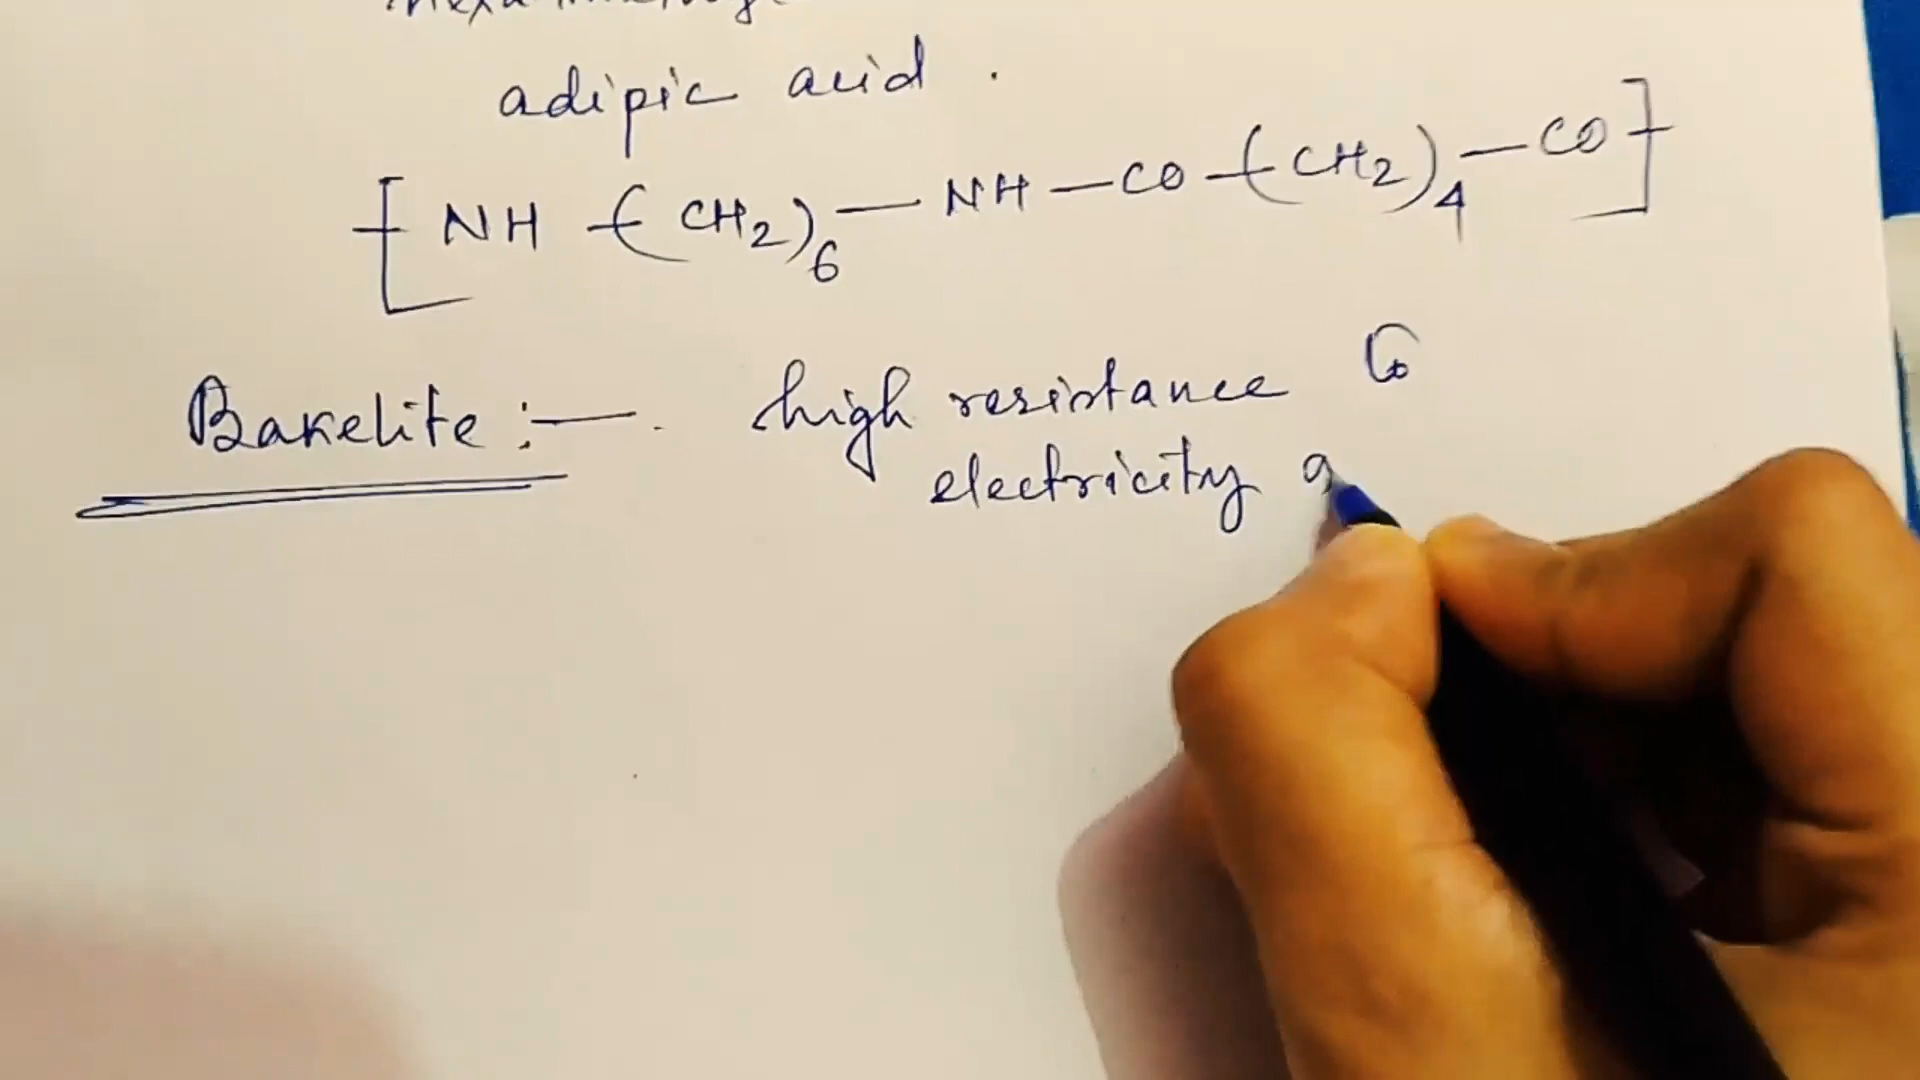 adipic acid .
[ NH ( CH2)6 — NH — CO ( CH2)4 — CO ]
Bakelite :— . high resistance to
electricity a